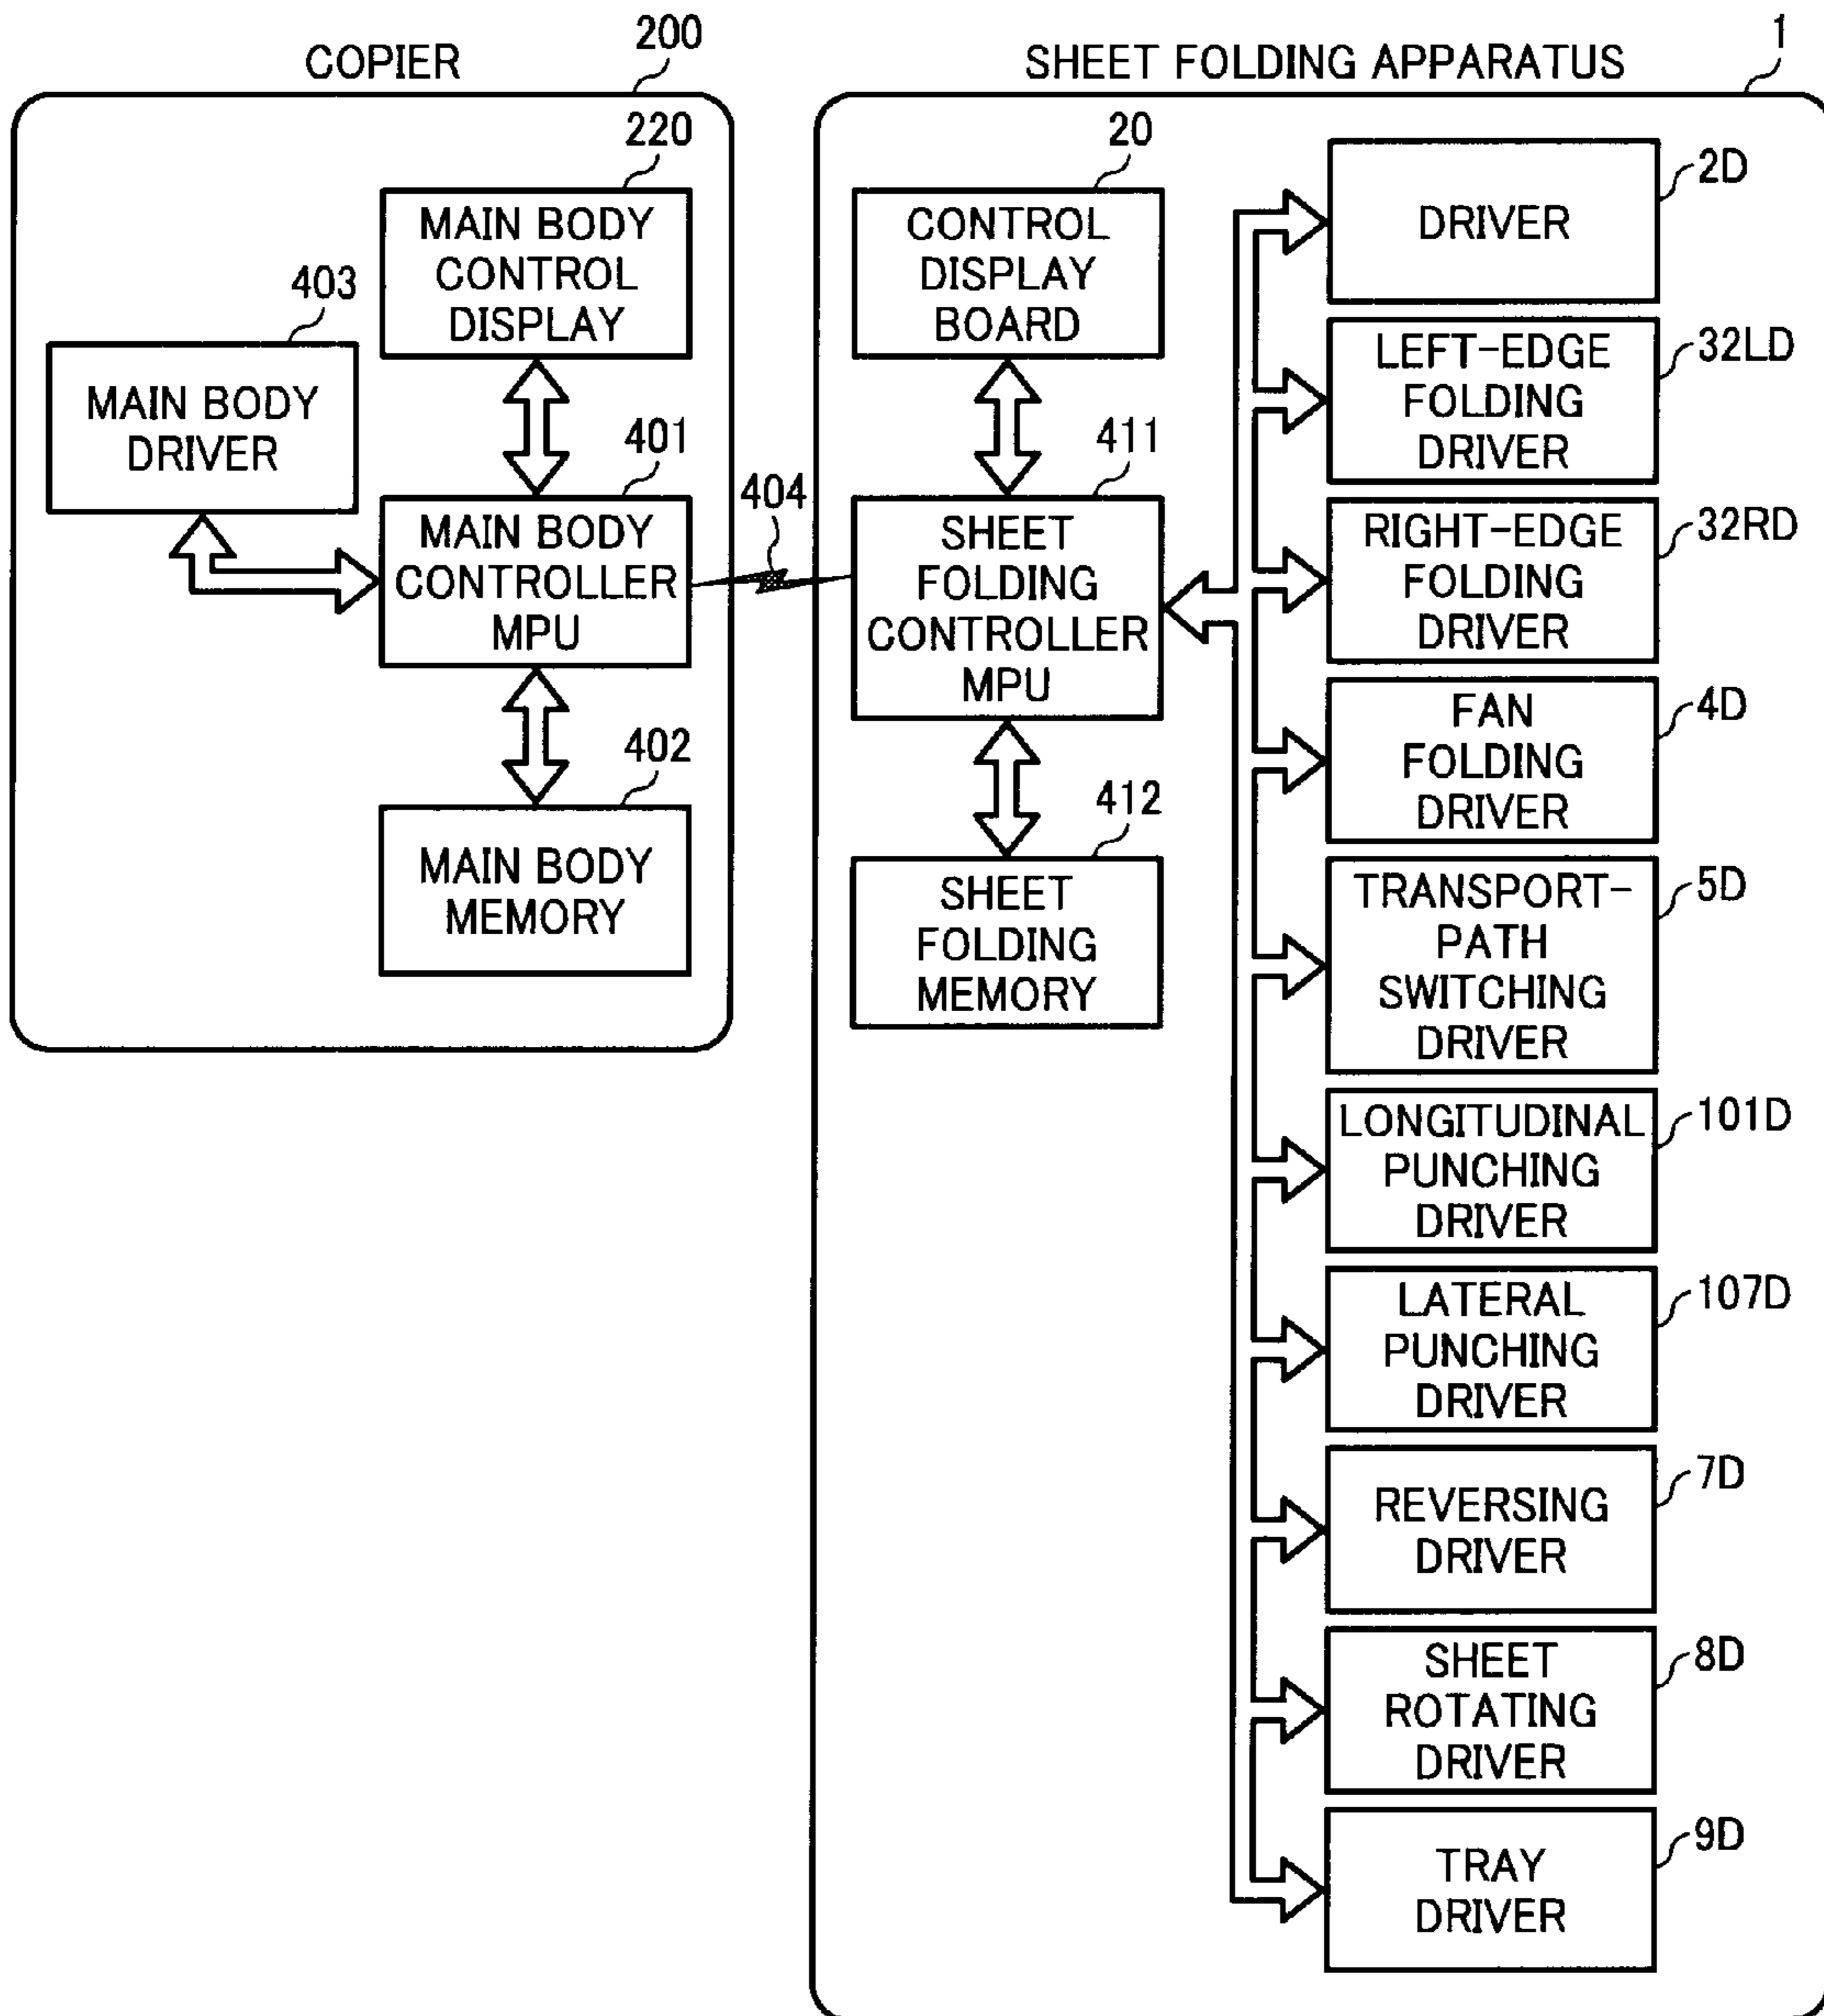 COPIER
200
220
MAIN BODY
CONTROL
DISPLAY
403
MAIN BODY
DRIVER
401
MAIN BODY
CONTROLLER
MPU
404
402
MAIN BODY
MEMORY
SHEET FOLDING APPARATUS
1
20
CONTROL
DISPLAY
BOARD
411
SHEET
FOLDING
CONTROLLER
MPU
412
SHEET
FOLDING
MEMORY
DRIVER
2D
LEFT-EDGE
FOLDING
DRIVER
32LD
RIGHT-EDGE
FOLDING
DRIVER
32RD
FAN
FOLDING
DRIVER
4D
TRANSPORT-
PATH
SWITCHING
DRIVER
5D
LONGITUDINAL
PUNCHING
DRIVER
101D
LATERAL
PUNCHING
DRIVER
107D
REVERSING
DRIVER
7D
SHEET
ROTATING
DRIVER
8D
TRAY
DRIVER
9D